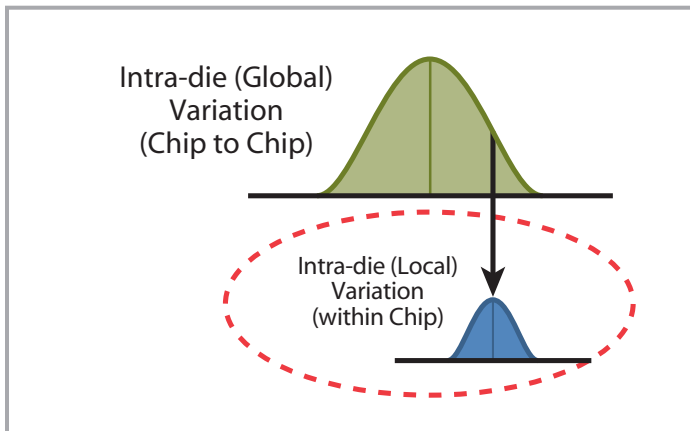 Intra-die (Global)
Variation
(Chip to Chip)
Intra-die (Local)
Variation
(within Chip)